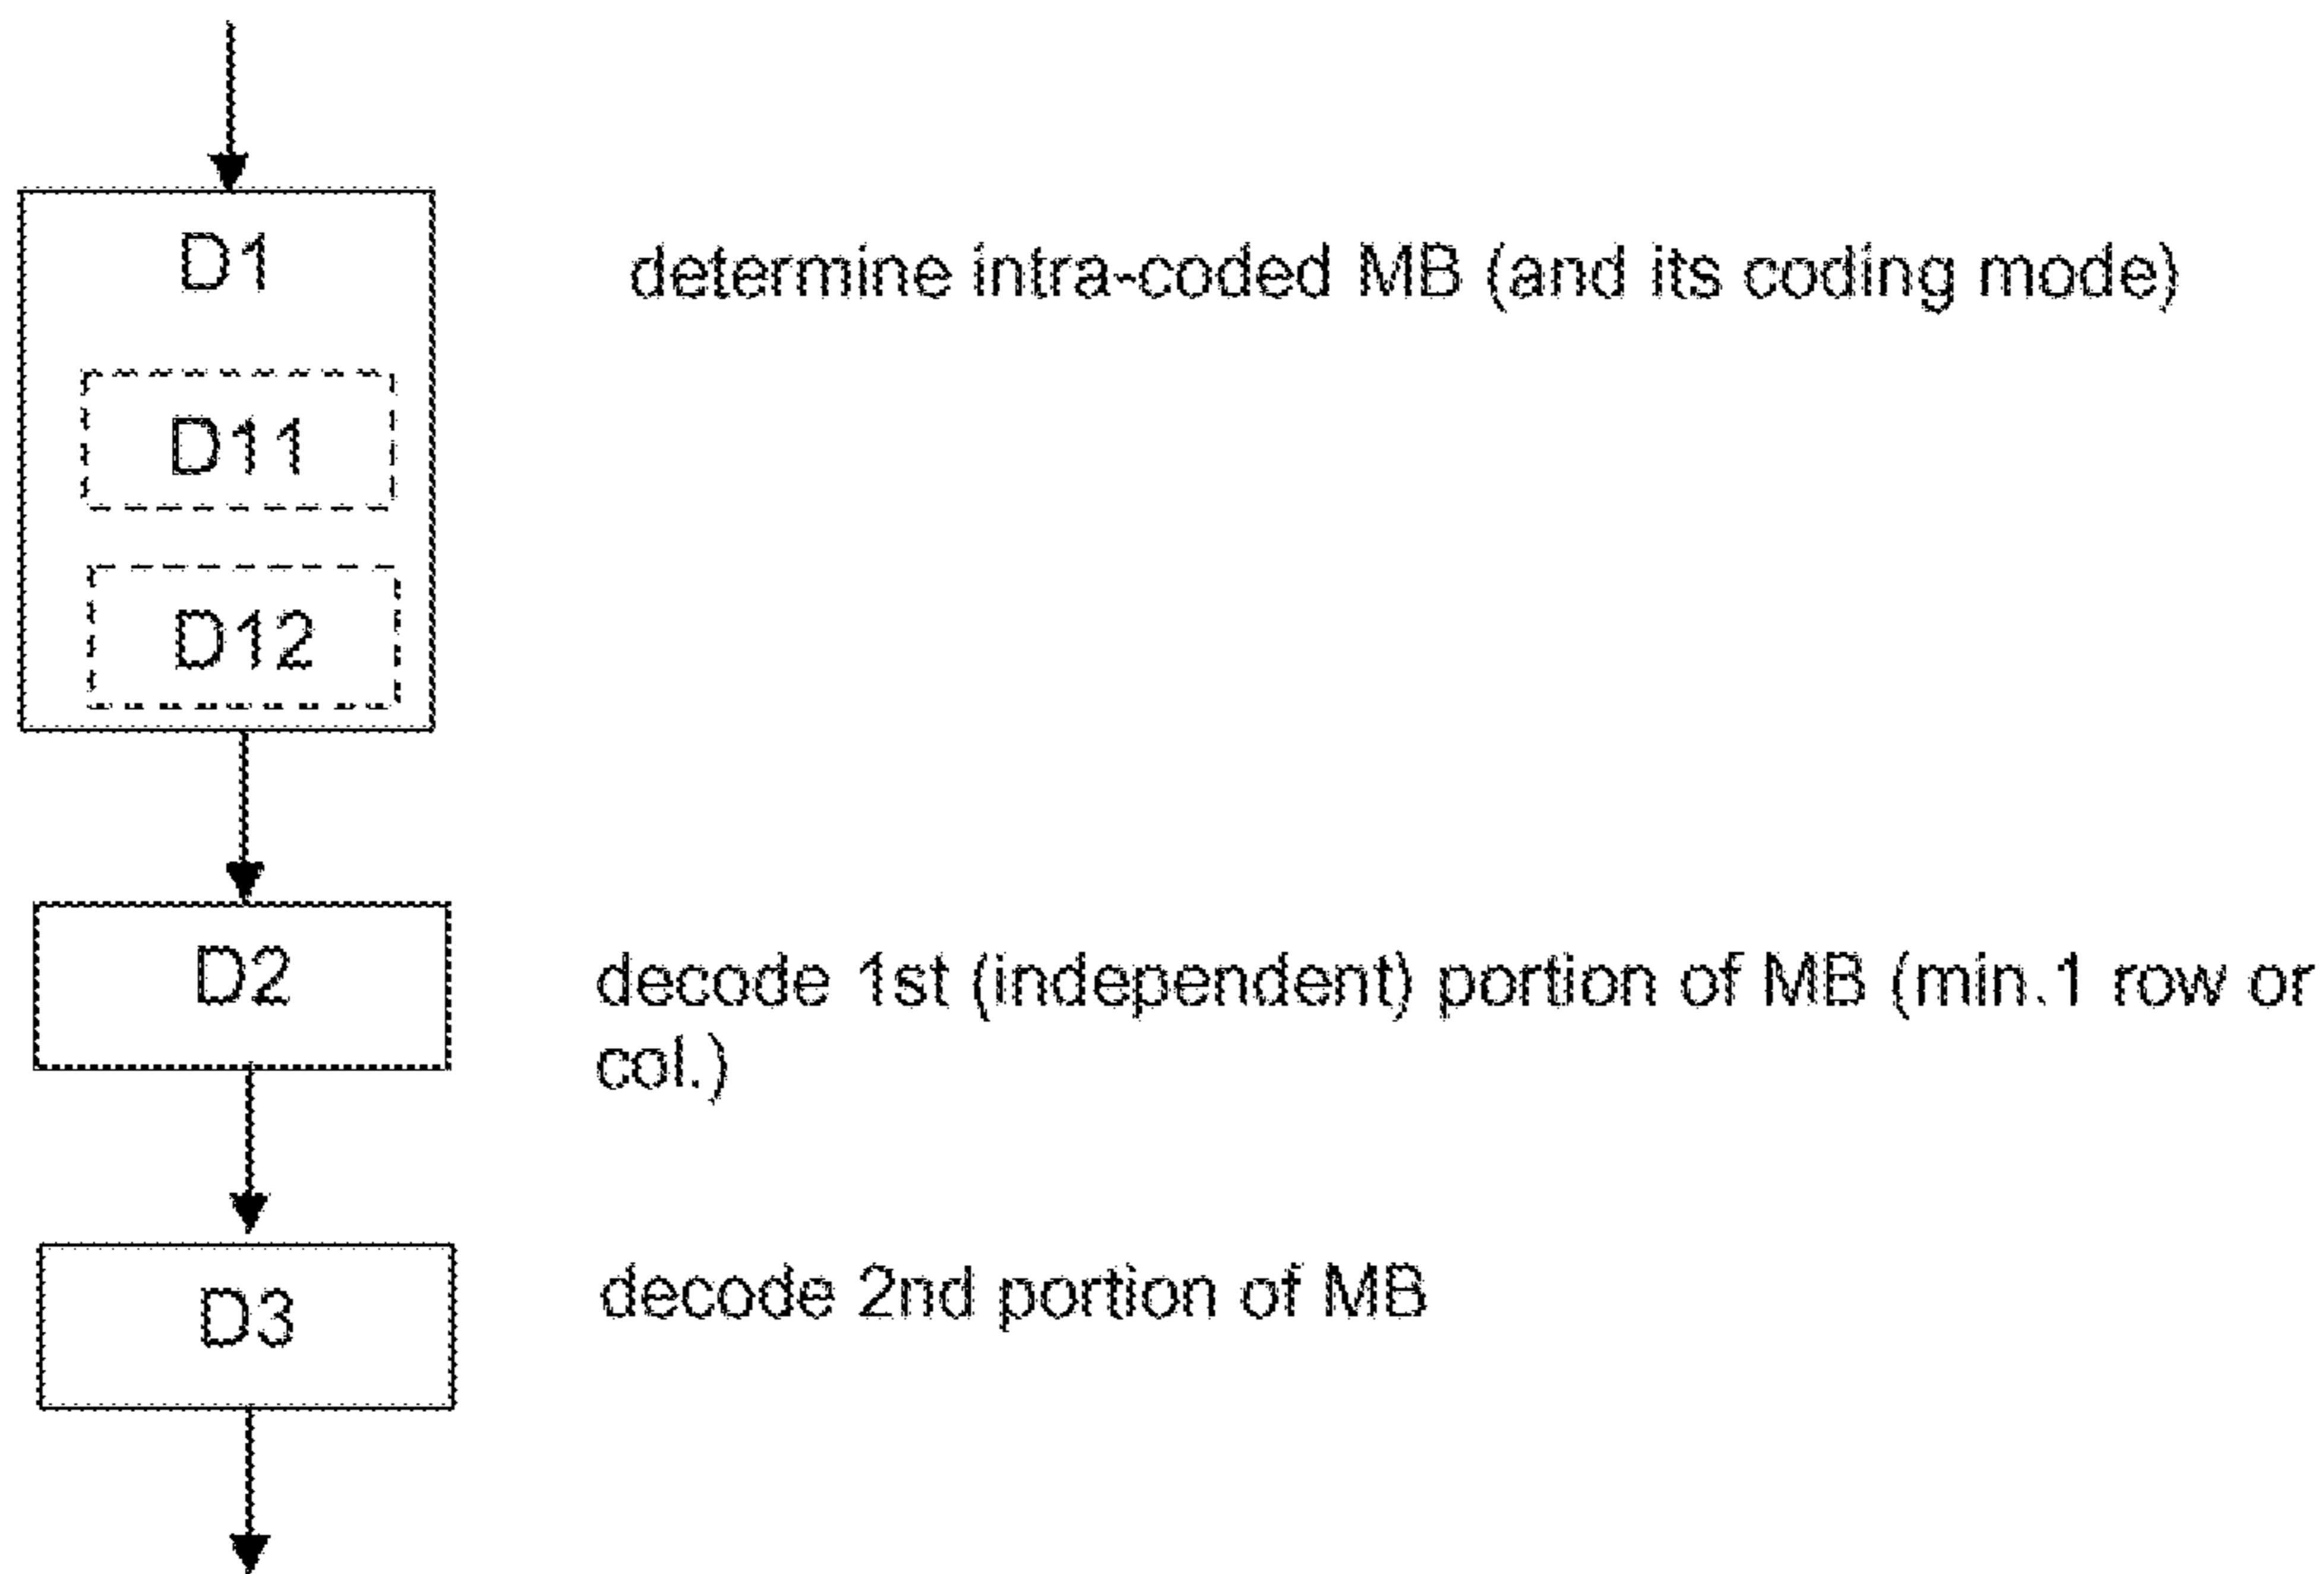 D1
determine intra-coded MB (and its coding mode)
D11
D12
D2
decode 1st (independent) portion of MB (min.1 row or
col.)
D3
decode 2nd portion of MB